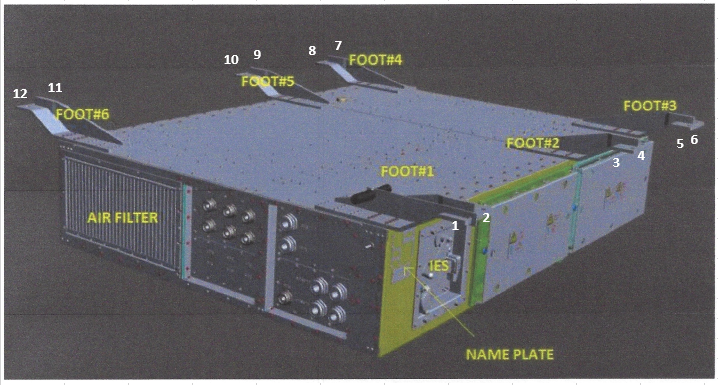 8 7
FOOT#4
10 9
FOOT#5
12 11
FOOT#6
FOOT#3
5 6
FOOT#2
3 4
FOOT#1
1 2
AIR FILTER
IES
NAME PLATE